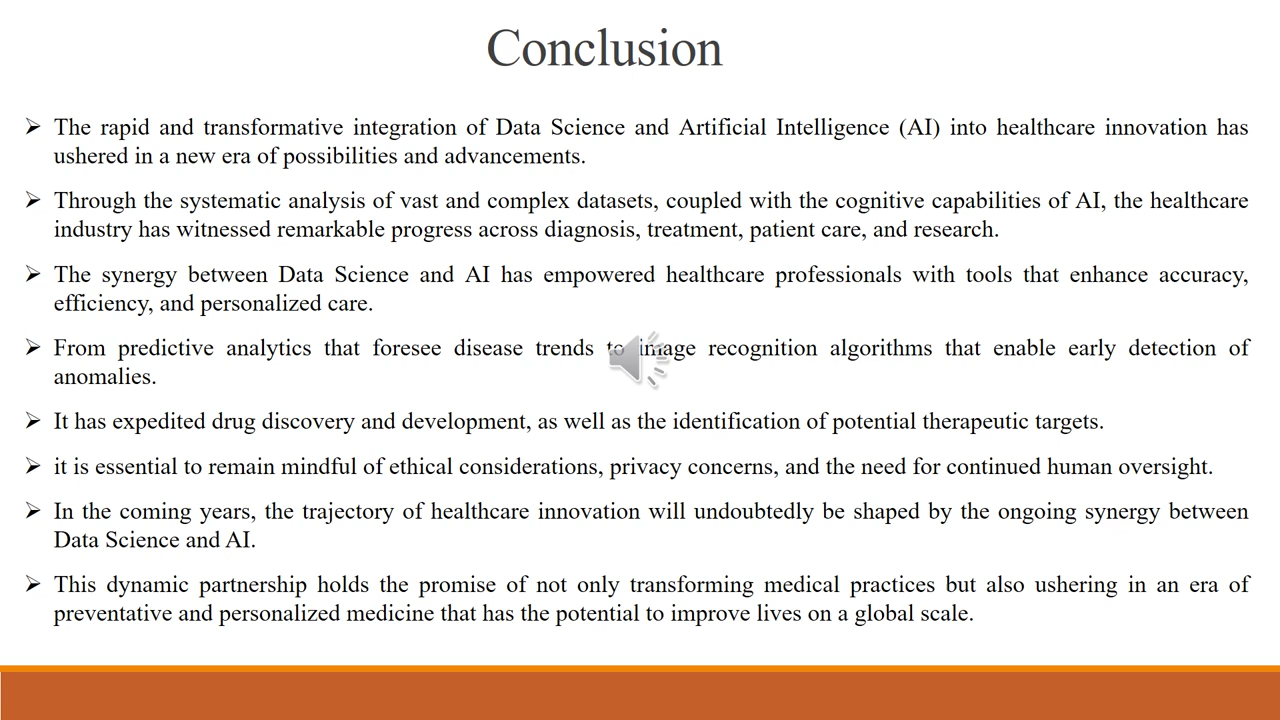 Conclusion
➢ The rapid and transformative integration of Data Science and Artificial Intelligence (AI) into healthcare innovation has
ushered in a new era of possibilities and advancements.
➢ Through the systematic analysis of vast and complex datasets, coupled with the cognitive capabilities of AI, the healthcare
industry has witnessed remarkable progress across diagnosis, treatment, patient care, and research.
➢ The synergy between Data Science and AI has empowered healthcare professionals with tools that enhance accuracy,
efficiency, and personalized care.
➢ From predictive analytics that foresee disease trends to image recognition algorithms that enable early detection of
anomalies.
➢ It has expedited drug discovery and development, as well as the identification of potential therapeutic targets.
➢ it is essential to remain mindful of ethical considerations, privacy concerns, and the need for continued human oversight.
➢ In the coming years, the trajectory of healthcare innovation will undoubtedly be shaped by the ongoing synergy between
Data Science and AI.
➢ This dynamic partnership holds the promise of not only transforming medical practices but also ushering in an era of
preventative and personalized medicine that has the potential to improve lives on a global scale.